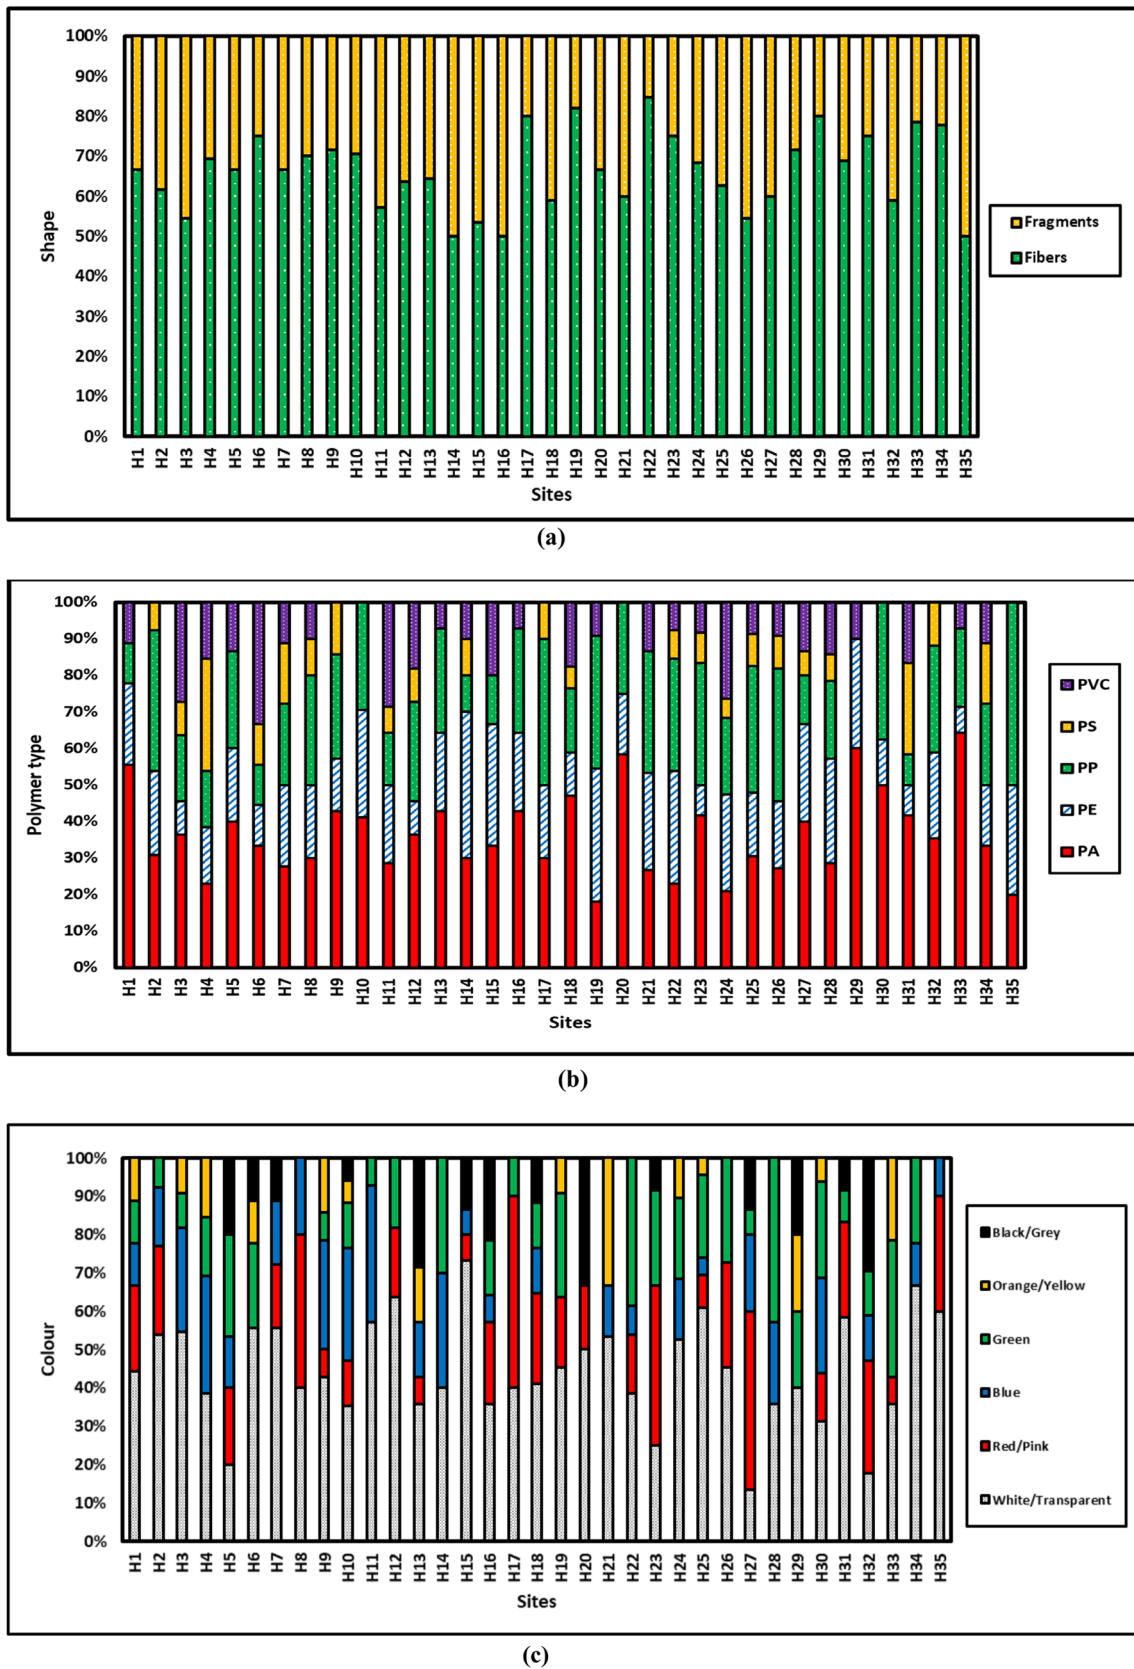 100%
90%
80%
70%
60%
50%
40%
30%
20%
10%
0%
Shape
H1 H2 H3 H4 H5 H6 H7 H8 H9 H10 H11 H12 H13 H14 H15 H16 H17 H18 H19 H20 H21 H22 H23 H24 H25 H26 H27 H28 H29 H30 H31 H32 H33 H34 H35
Sites
Fragments
Fibers
(a)
100%
90%
80%
70%
60%
50%
40%
30%
20%
10%
0%
Polymer type
H1 H2 H3 H4 H5 H6 H7 H8 H9 H10 H11 H12 H13 H14 H15 H16 H17 H18 H19 H20 H21 H22 H23 H24 H25 H26 H27 H28 H29 H30 H31 H32 H33 H34 H35
Sites
PVC
PS
PP
PE
PA
(b)
100%
90%
80%
70%
60%
50%
40%
30%
20%
10%
0%
Colour
H1 H2 H3 H4 H5 H6 H7 H8 H9 H10 H11 H12 H13 H14 H15 H16 H17 H18 H19 H20 H21 H22 H23 H24 H25 H26 H27 H28 H29 H30 H31 H32 H33 H34 H35
Sites
Black/Grey
Orange/Yellow
Green
Blue
Red/Pink
White/Transparent
(c)